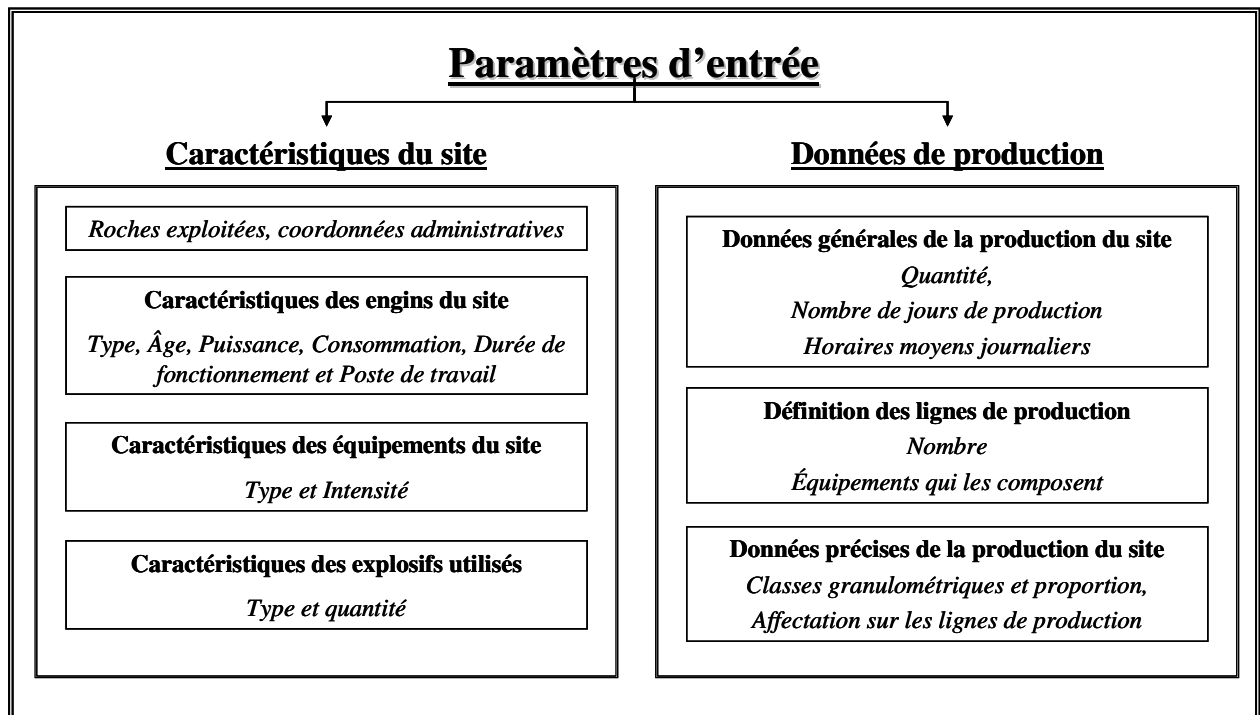 Paramètres d’entrée
Caractéristiques du site
Roches exploitées, coordonnées administratives
Caractéristiques des engins du site
Type, Âge, Puissance, Consommation, Durée de
fonctionnement et Poste de travail
Caractéristiques des équipements du site
Type et Intensité
Caractéristiques des explosifs utilisés
Type et quantité
Données de production
Données générales de la production du site
Quantité,
Nombre de jours de production
Horaires moyens journaliers
Définition des lignes de production
Nombre
Équipements qui les composent
Données précises de la production du site
Classes granulométriques et proportion,
Affectation sur les lignes de production